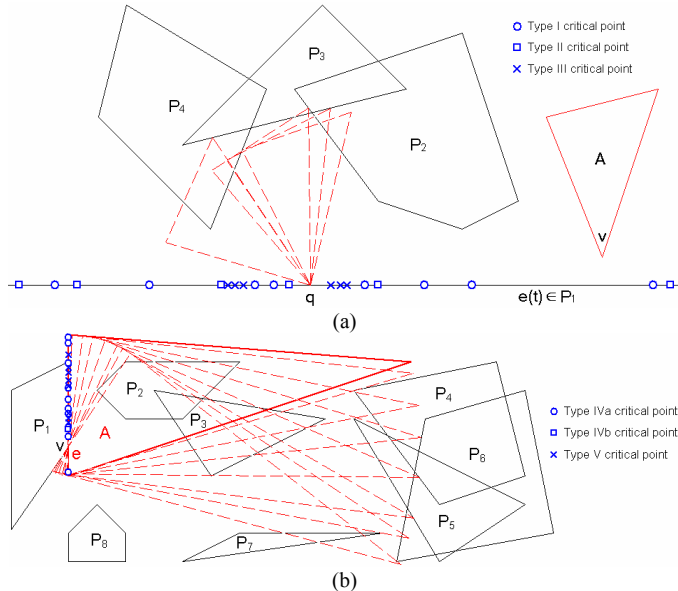 Type I critical point
Type II critical point
Type III critical point
P3
P4
P2
A
v
q
e(t) ∈ P1
(a)
P1
P2
P3
P4
v
A
e
P6
P5
P8
P7
Type IVa critical point
Type IVb critical point
Type V critical point
(b)